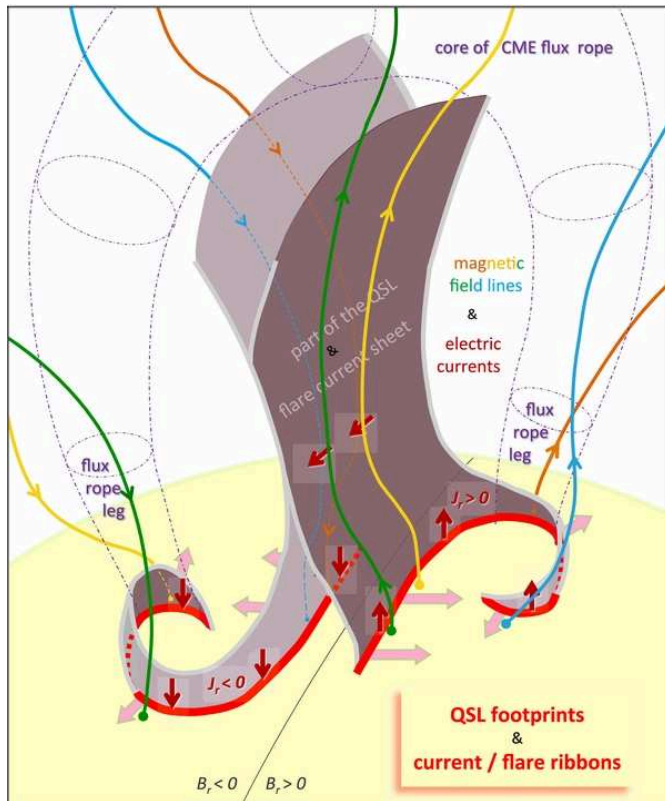 core of CME flux rope
magnetic
field lines
&
electric
currents
part of the QSL
&
flare current sheet
flux
rope
leg
flux
rope
leg
J_r > 0
J_r < 0
B_r < 0 B_r > 0
QSL footprints
&
current / flare ribbons